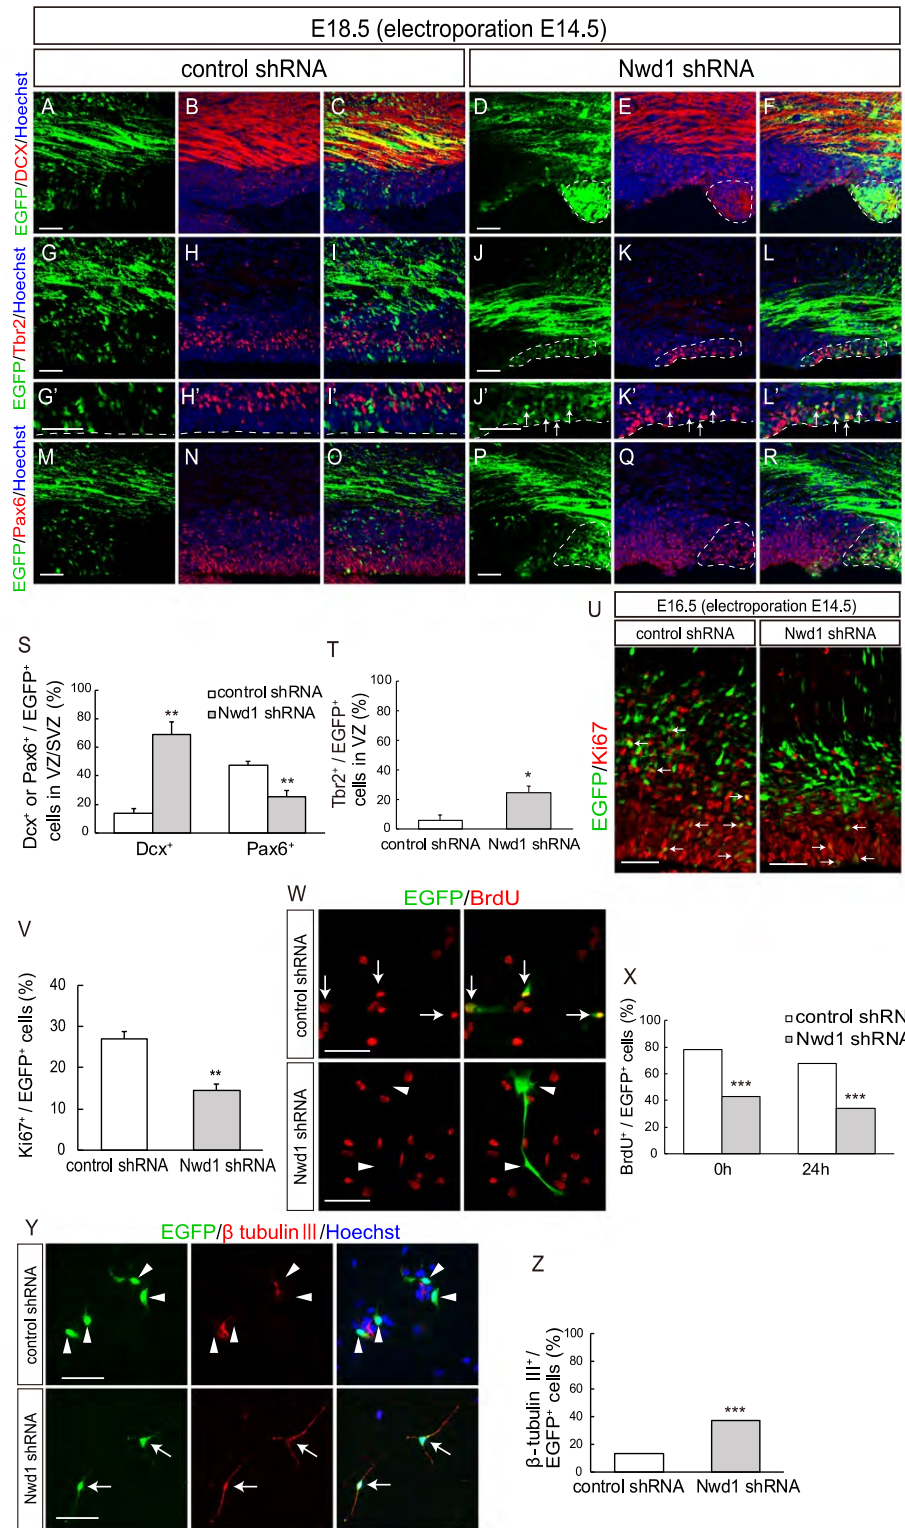 E18.5 (electroporation E14.5)
control shRNA
Nwd1 shRNA
EGFP/DCX/Hoechst
A
B
C
D
E
F
EGFP/Tbr2/Hoechst
G
H
I
J
K
L
G'
H'
I'
J'
K'
L'
EGFP/Pax6/Hoechst
M
N
O
P
Q
R
S
Dcx⁺ or Pax6⁺ / EGFP⁺
cells in VZ/SVZ (%)
100
80
60
40
20
0
**
**
control shRNA
Nwd1 shRNA
Dcx⁺
Pax6⁺
T
Tbr2⁺ / EGFP⁺
cells in VZ (%)
100
80
60
40
20
0
*
control shRNA
Nwd1 shRNA
U
E16.5 (electroporation E14.5)
control shRNA
Nwd1 shRNA
EGFP/Ki67
V
Ki67⁺ / EGFP⁺ cells (%)
40
30
20
10
0
**
control shRNA
Nwd1 shRNA
W
EGFP/BrdU
control shRNA
Nwd1 shRNA
X
BrdU⁺ / EGFP⁺ cells (%)
100
80
60
40
20
0
control shRN
Nwd1 shRN
***
***
0h
24h
Y
EGFP/β tubulin III/Hoechst
control shRNA
Nwd1 shRNA
Z
β-tubulin III⁺/
EGFP⁺ cells (%)
100
80
60
40
20
0
***
control shRNA
Nwd1 shRNA